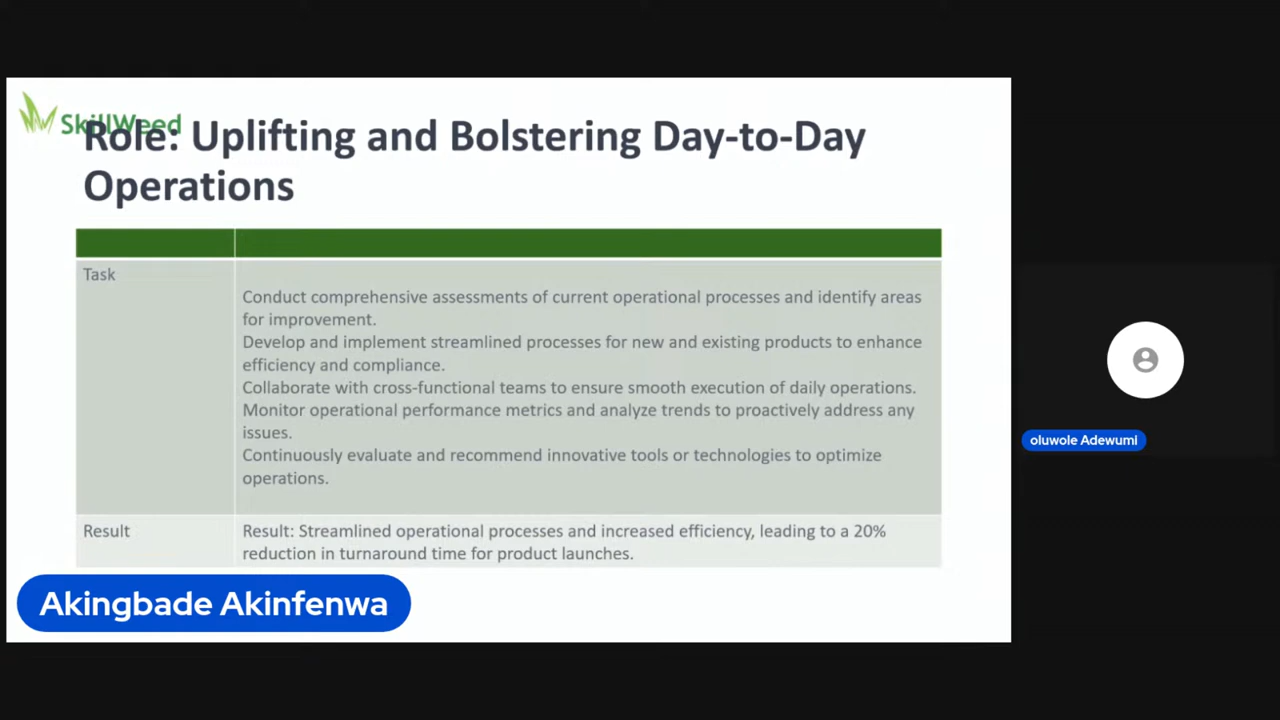 SkillWeed
Role: Uplifting and Bolstering Day-to-Day
Operations
Task
Conduct comprehensive assessments of current operational processes and identify areas
for improvement.
Develop and implement streamlined processes for new and existing products to enhance
efficiency and compliance.
Collaborate with cross-functional teams to ensure smooth execution of daily operations.
Monitor operational performance metrics and analyze trends to proactively address any
issues.
Continuously evaluate and recommend innovative tools or technologies to optimize
operations.
Result
Result: Streamlined operational processes and increased efficiency, leading to a 20%
reduction in turnaround time for product launches.
Akingbade Akinfenwa
oluwole Adewumi